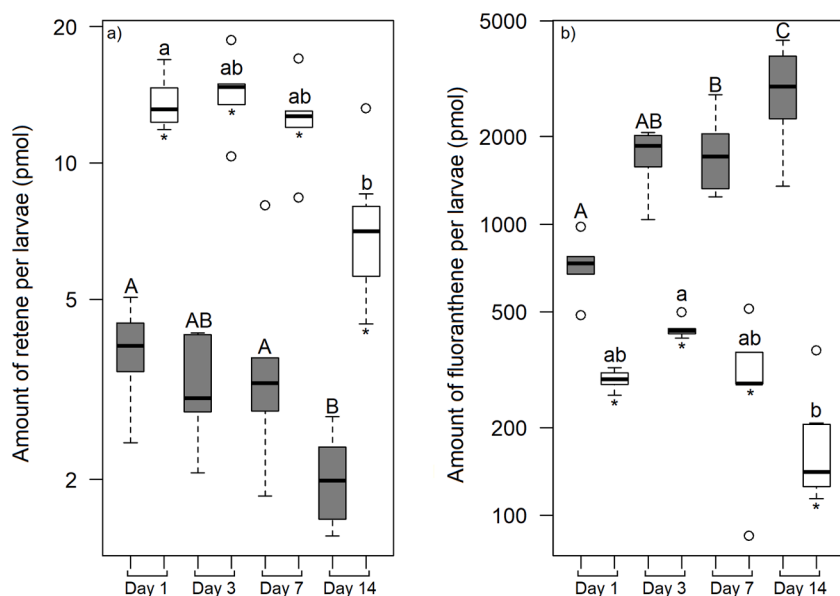 a)
Amount of retene per larvae (pmol)
20
10
5
2
A
a
*
AB
ab
*
A
ab
*
B
b
*
Day 1
Day 3
Day 7
Day 14
b)
Amount of fluoranthene per larvae (pmol)
5000
2000
1000
500
200
100
A
ab
*
AB
a
*
B
ab
*
C
b
*
Day 1
Day 3
Day 7
Day 14